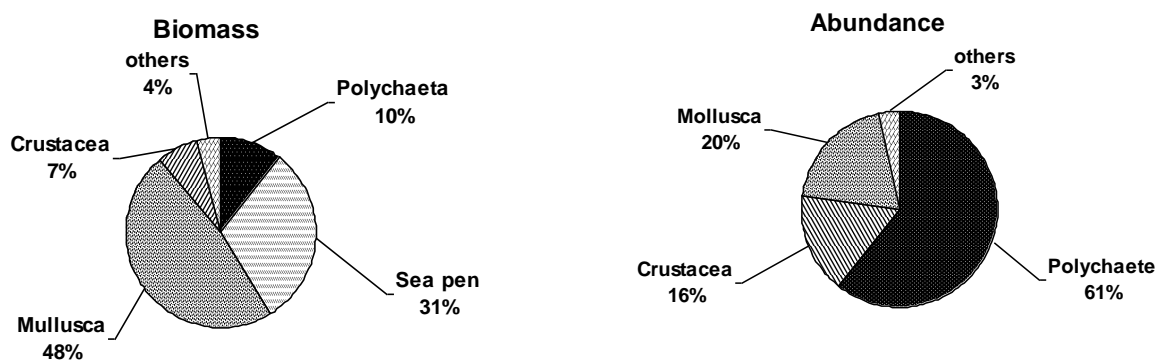 Biomass
others
4%
Polychaeta
10%
Crustacea
7%
Sea pen
31%
Mullusca
48%
Abundance
others
3%
Mollusca
20%
Crustacea
16%
Polychaete
61%